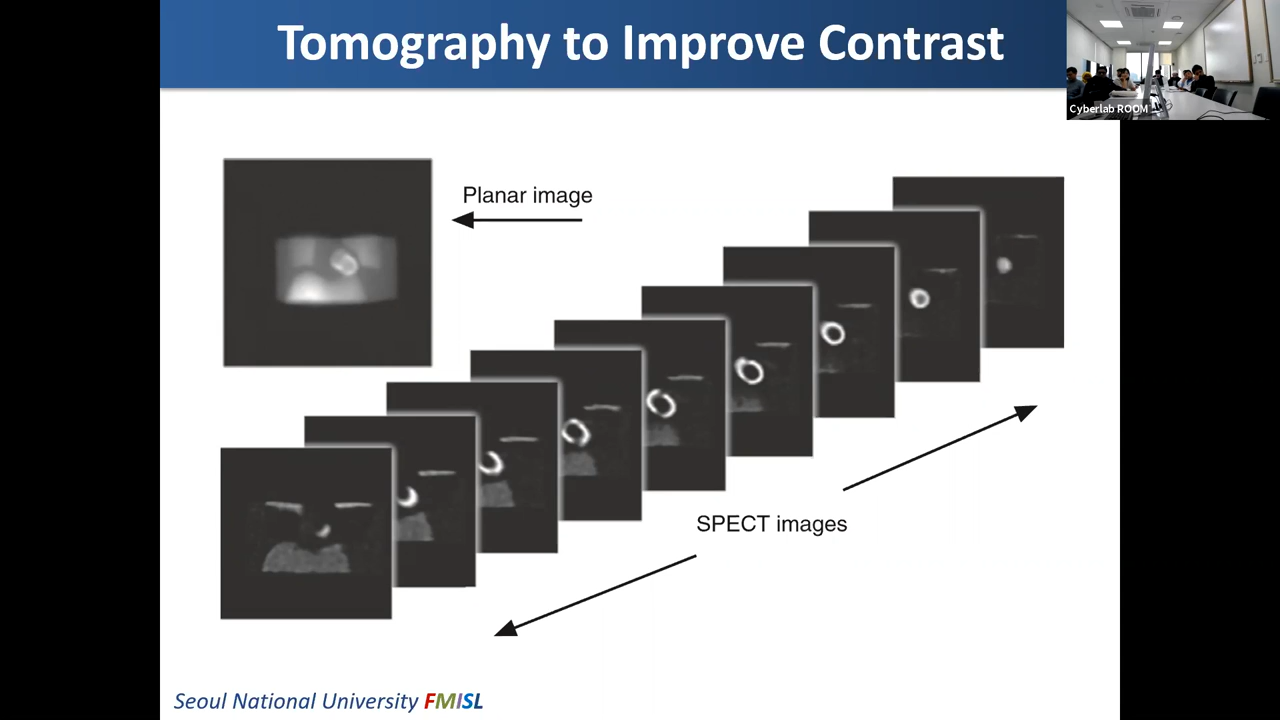 Tomography to Improve Contrast
Cyberlab ROOM
Planar image
SPECT images
Seoul National University FMISL